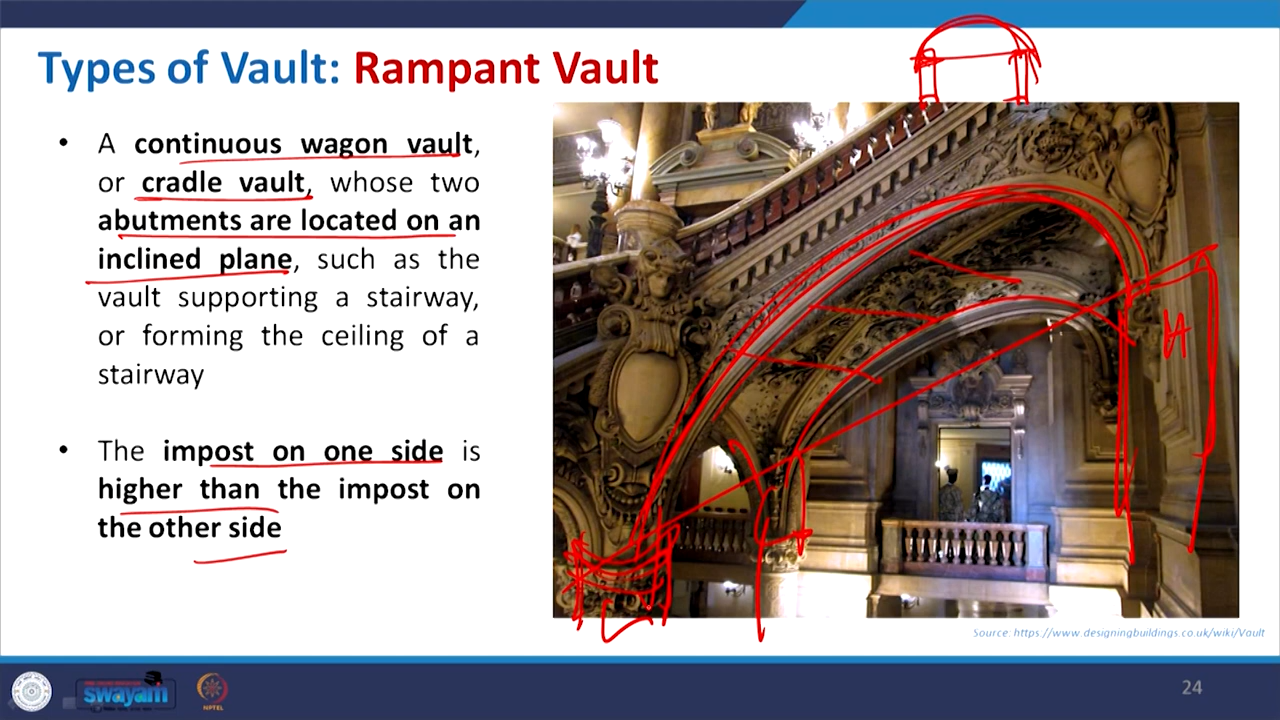 Types of Vault: Rampant Vault
• A continuous wagon vault,
or cradle vault, whose two
abutments are located on an
inclined plane, such as the
vault supporting a stairway,
or forming the ceiling of a
stairway
• The impost on one side is
higher than the impost on
the other side
Source: https://www.designingbuildings.co.uk/wiki/Vault
swayam
NPTEL
24